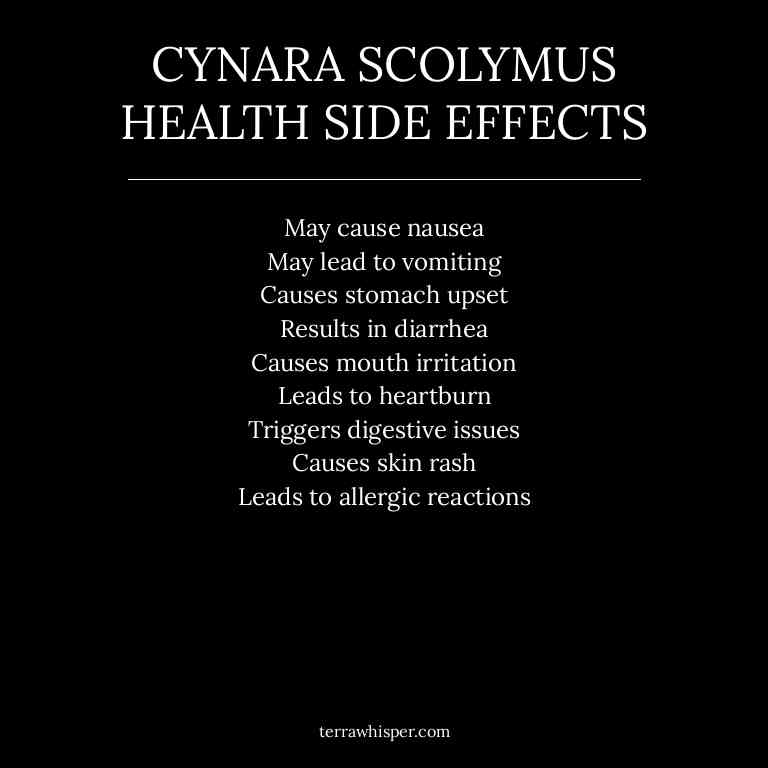 CYNARA SCOLYMUS
HEALTH SIDE EFFECTS
May cause nausea
May lead to vomiting
Causes stomach upset
Results in diarrhea
Causes mouth irritation
Leads to heartburn
Triggers digestive issues
Causes skin rash
Leads to allergic reactions
terrawhisper.com